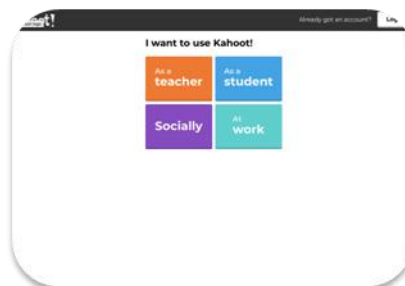 Already got an account?
I want to use Kahoot!
As a
teacher
As a
student
Socially
At
work